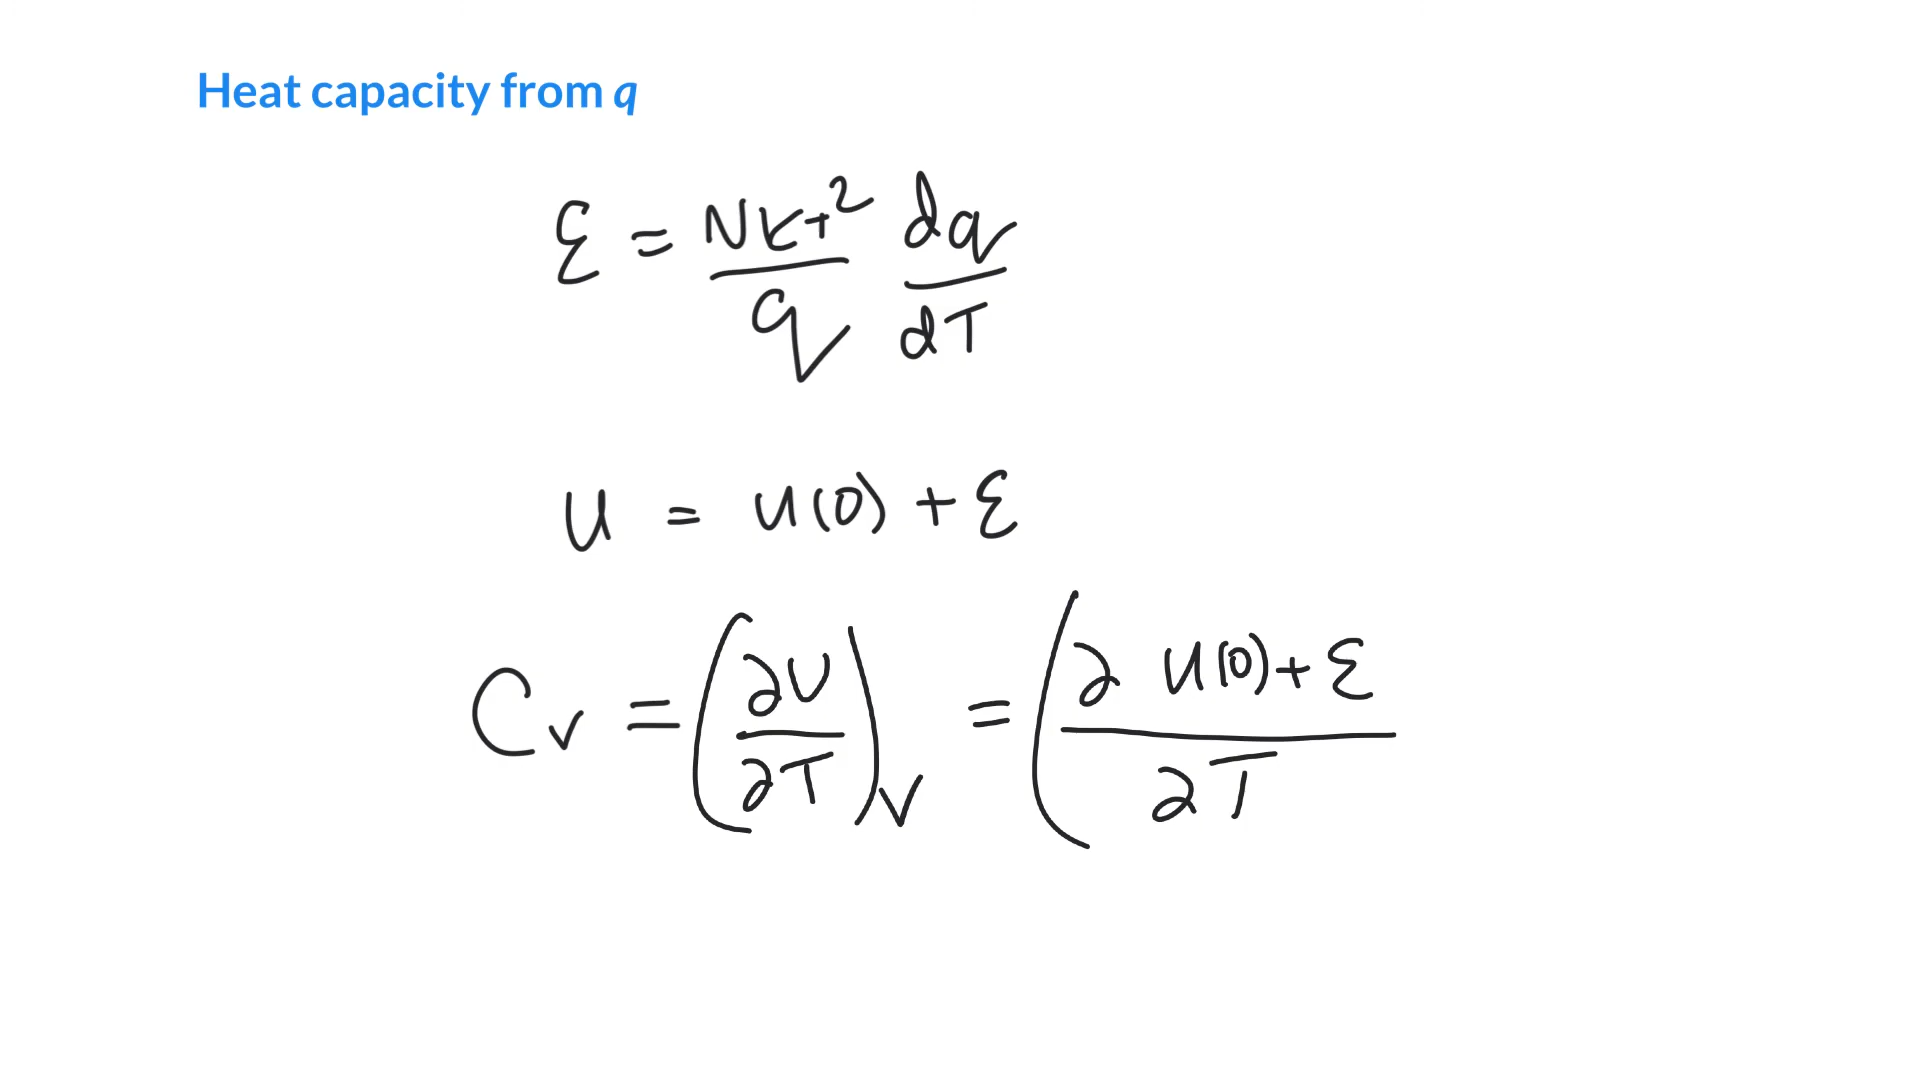 Heat capacity from q
ε = Nkt²/q dq/dT
U = U(0) + ε
Cv = (∂U/∂T)v = (∂ U(0)+ε/∂T